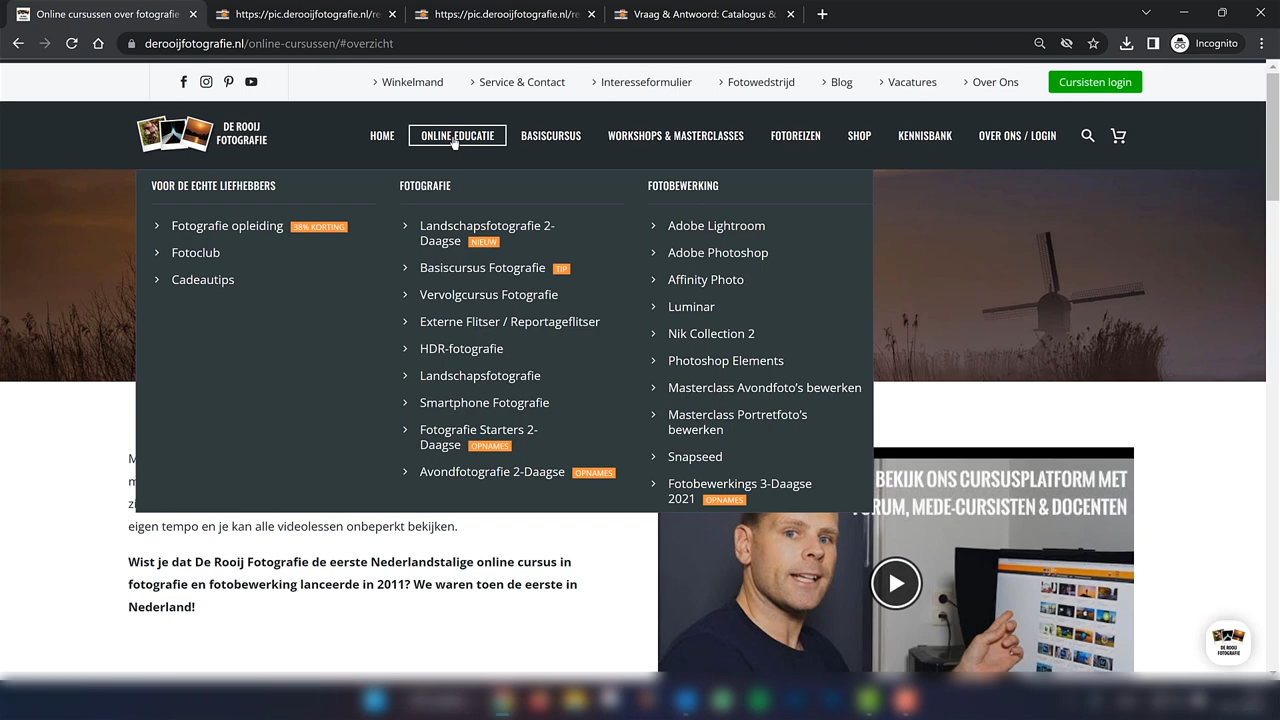 Online cursussen over fotografie
https://pic.derooijfotografie.nl/re
https://pic.derooijfotografie.nl/re
Vraag & Antwoord: Catalogus &
derooijfotografie.nl/online-cursussen/#overzicht
Incognito
Winkelmand
Service & Contact
Interesseformulier
Fotowedstrijd
Blog
Vacatures
Over Ons
Cursisten login
DE ROOIJ
FOTOGRAFIE
HOME
ONLINE EDUCATIE
BASISCURSUS
WORKSHOPS & MASTERCLASSES
FOTOREIZEN
SHOP
KENNISBANK
OVER ONS / LOGIN
VOOR DE ECHTE LIEFHEBBERS
Fotografie opleiding 38% KORTING
Fotoclub
Cadeautips
FOTOGRAFIE
Landschapsfotografie 2-
Daagse NIEUW
Basiscursus Fotografie TIP
Vervolgcursus Fotografie
Externe Flitser / Reportageflitser
HDR-fotografie
Landschapsfotografie
Smartphone Fotografie
Fotografie Starters 2-
Daagse OPNAMES
Avondfotografie 2-Daagse OPNAMES
FOTOBEWERKING
Adobe Lightroom
Adobe Photoshop
Affinity Photo
Luminar
Nik Collection 2
Photoshop Elements
Masterclass Avondfoto’s bewerken
Masterclass Portretfoto’s
bewerken
Snapseed
Fotobewerkings 3-Daagse
2021 OPNAMES
eigen tempo en je kan alle videolessen onbeperkt bekijken.
Wist je dat De Rooij Fotografie de eerste Nederlandstalige online cursus in
fotografie en fotobewerking lanceerde in 2011? We waren toen de eerste in
Nederland!
BEKIJK ONS CURSUSPLATFORM MET
FORUM, MEDE-CURSISTEN & DOCENTEN
DE ROOIJ
FOTOGRAFIE